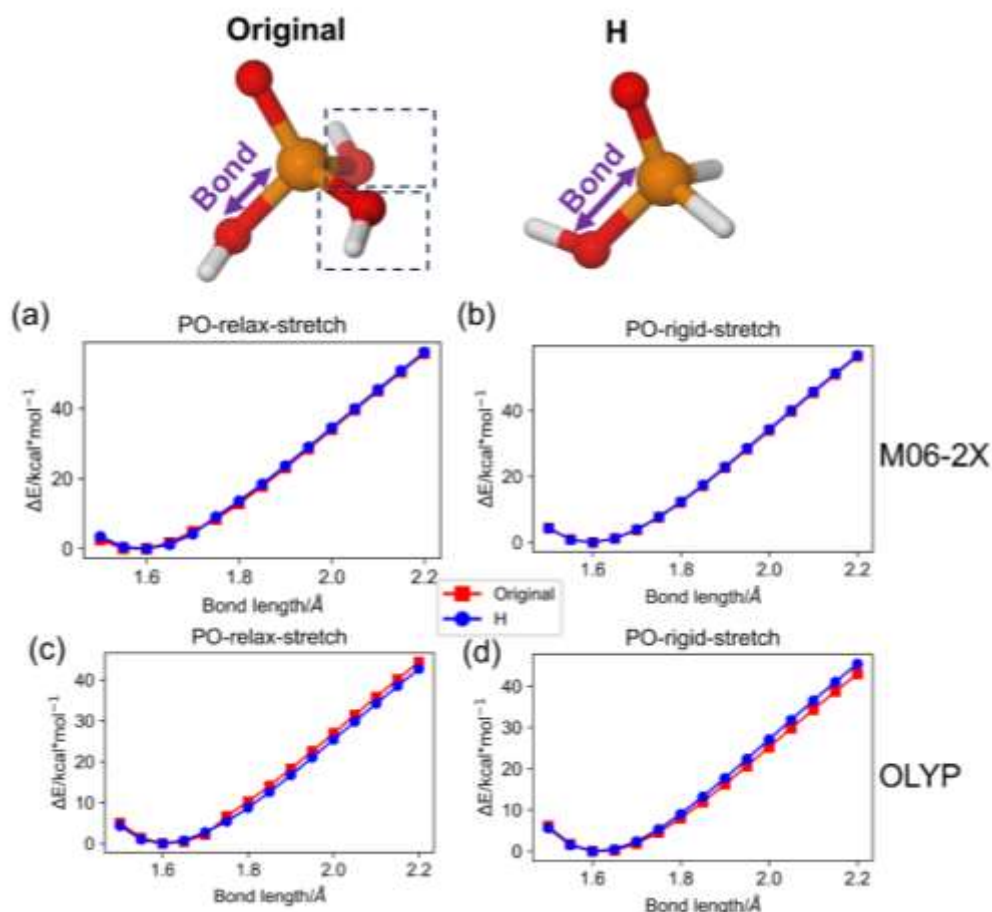 Original
H
Bond
Bond
(a)
PO-relax-stretch
(b)
PO-rigid-stretch
ΔE/kcal*mol⁻¹
40
20
0
1.6
1.8
2.0
2.2
Bond length/Å
ΔE/kcal*mol⁻¹
40
20
0
1.6
1.8
2.0
2.2
Bond length/Å
M06-2X
Original
H
(c)
PO-relax-stretch
(d)
PO-rigid-stretch
ΔE/kcal*mol⁻¹
40
30
20
10
0
1.6
1.8
2.0
2.2
Bond length/Å
ΔE/kcal*mol⁻¹
40
30
20
10
0
1.6
1.8
2.0
2.2
Bond length/Å
OLYP